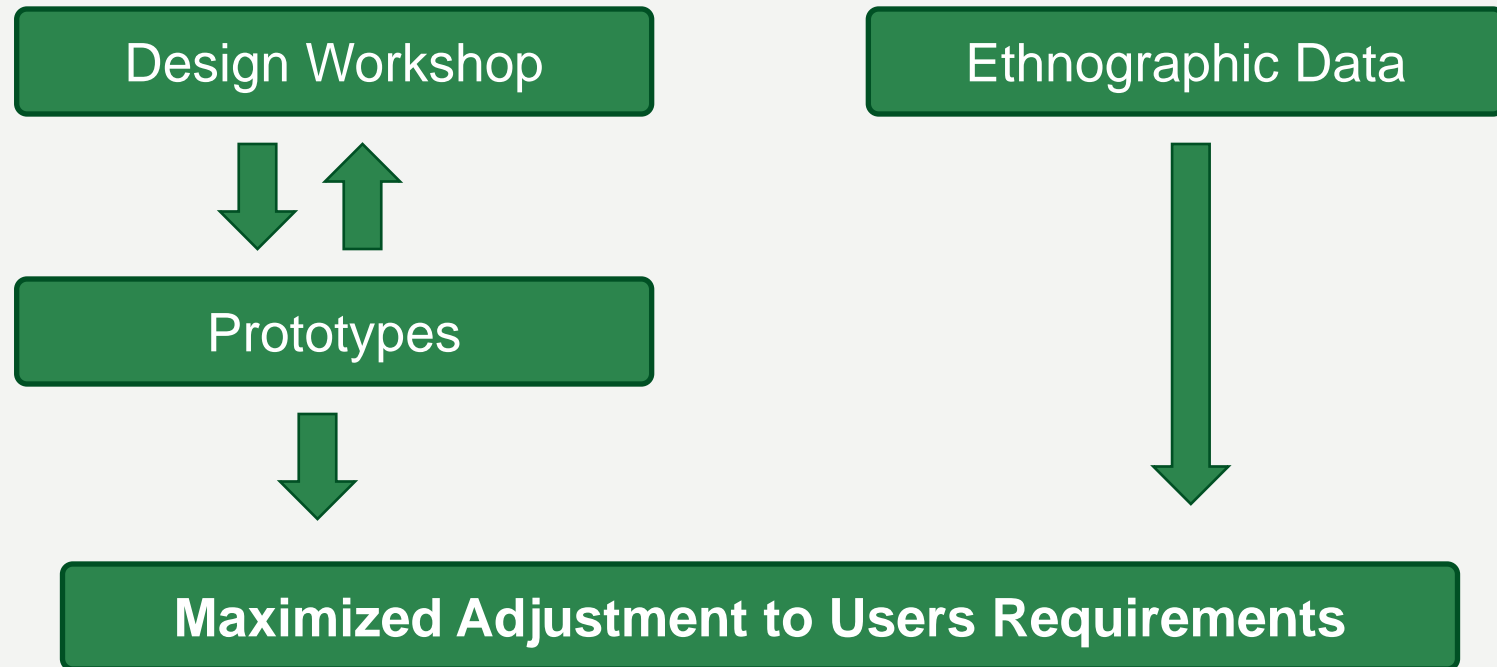 Design Workshop
Ethnographic Data
Prototypes
Maximized Adjustment to Users Requirements